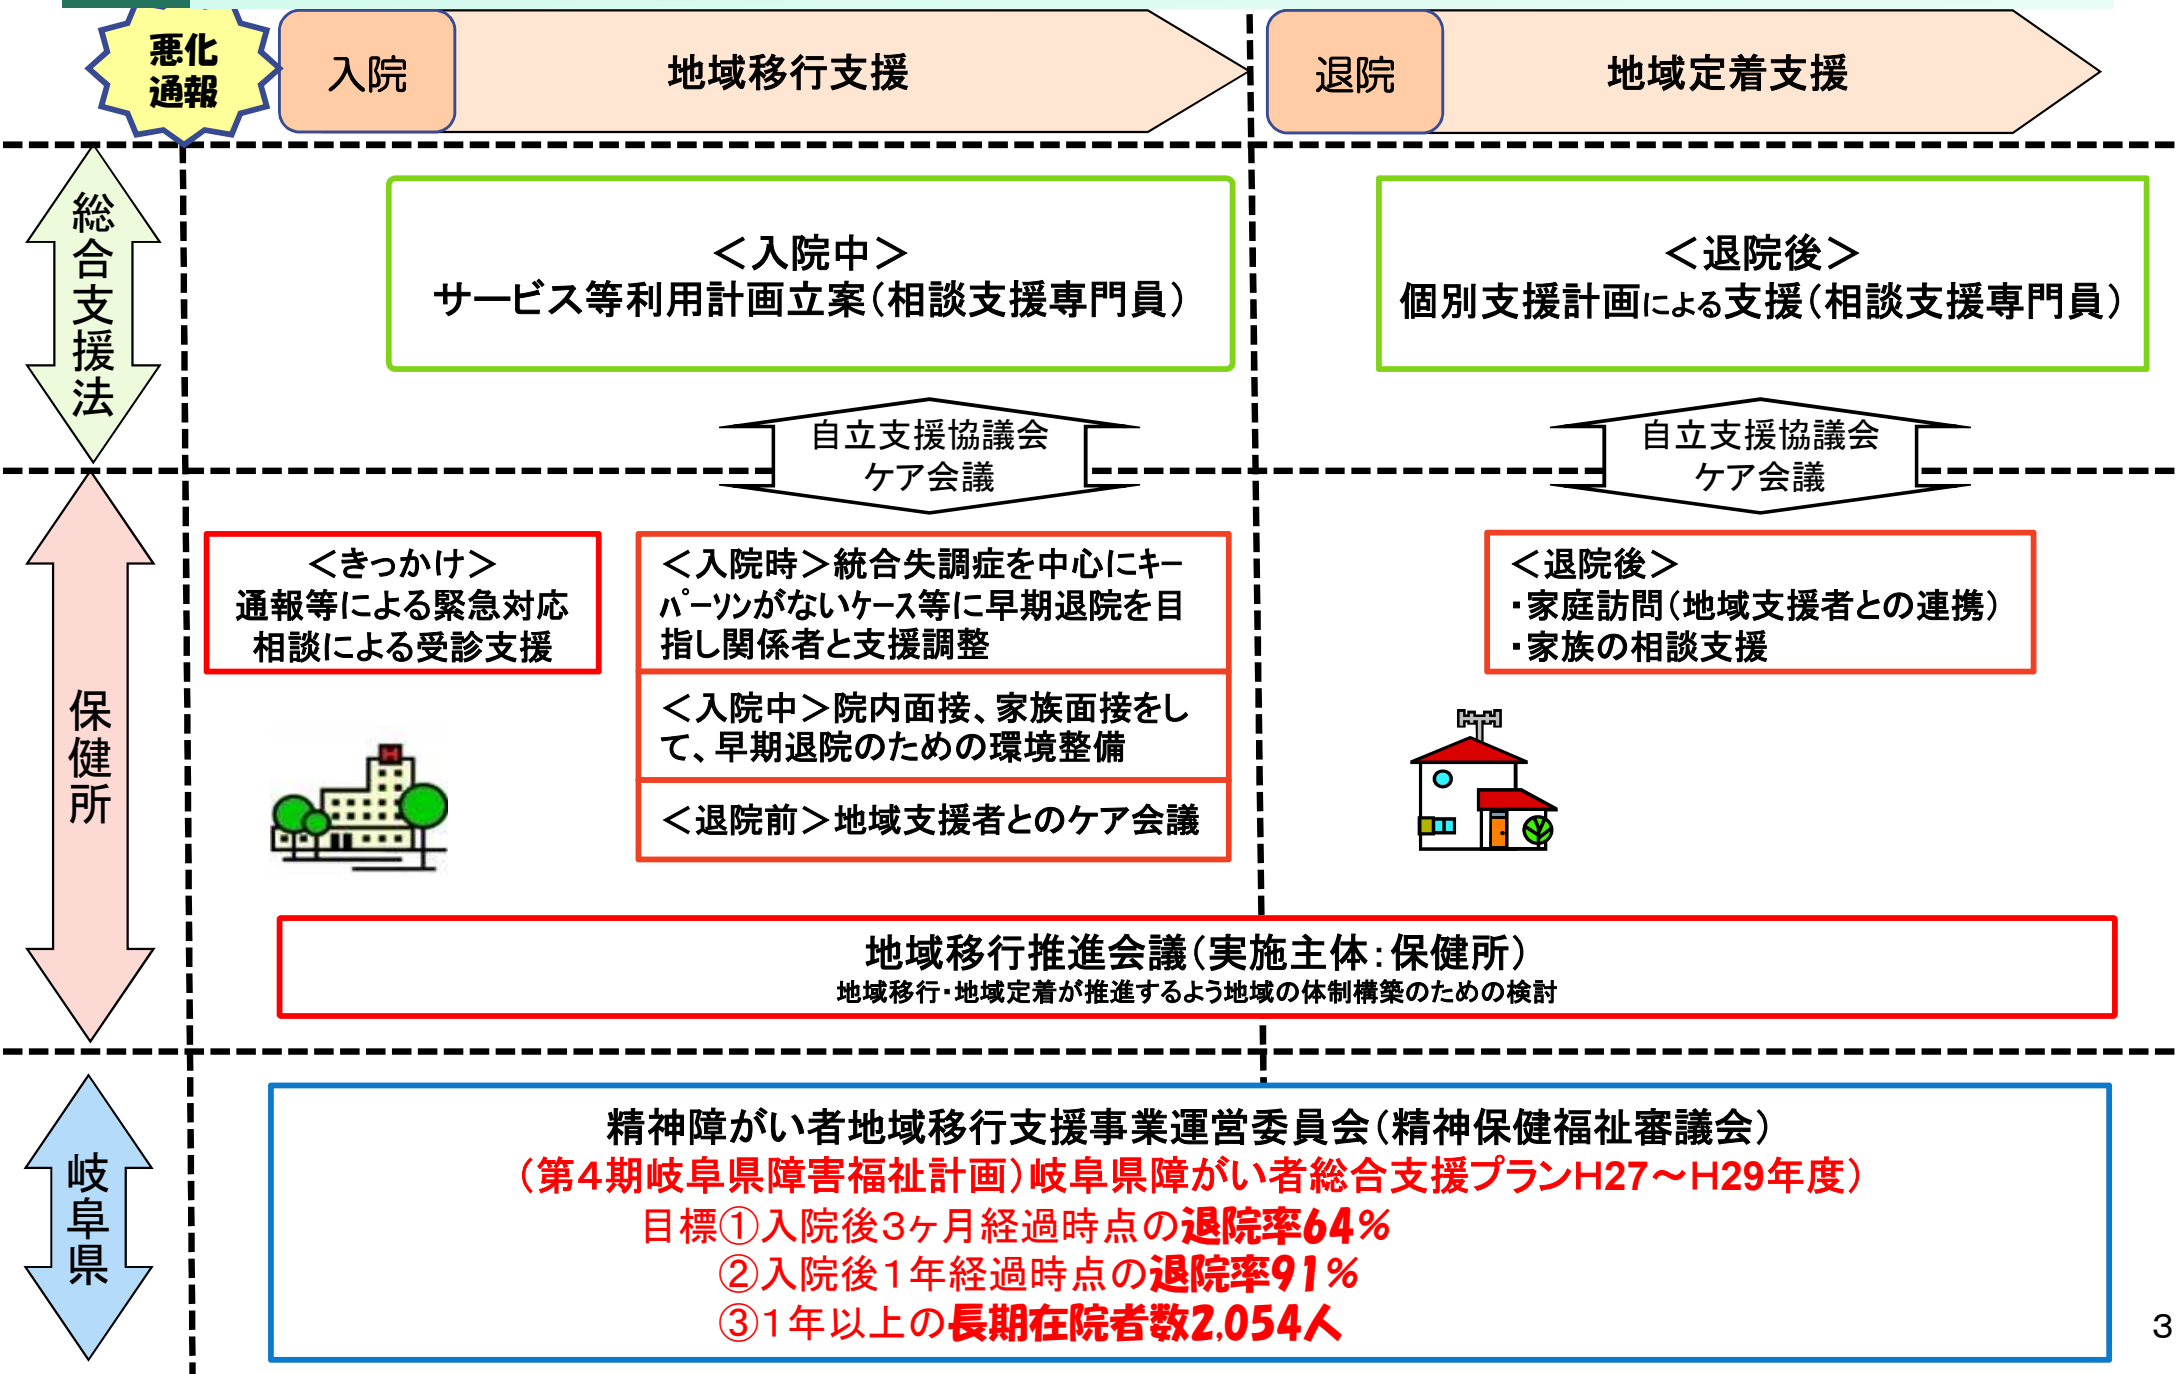 悪化
通報
入院
地域移行支援
退院
地域定着支援
総合支援法
＜入院中＞
サービス等利用計画立案（相談支援専門員）
＜退院後＞
個別支援計画による支援（相談支援専門員）
自立支援協議会
ケア会議
自立支援協議会
ケア会議
保健所
＜きっかけ＞
通報等による緊急対応
相談による受診支援
＜入院時＞統合失調症を中心にキー
パーソンがないケース等に早期退院を目
指し関係者と支援調整
＜入院中＞院内面接、家族面接をし
て、早期退院のための環境整備
＜退院前＞地域支援者とのケア会議
＜退院後＞
・家庭訪問（地域支援者との連携）
・家族の相談支援
H
地域移行推進会議（実施主体：保健所）
地域移行・地域定着が推進するよう地域の体制構築のための検討
岐阜県
精神障がい者地域移行支援事業運営委員会（精神保健福祉審議会）
（第４期岐阜県障害福祉計画）岐阜県障がい者総合支援プランH27～H29年度）
目標①入院後３ヶ月経過時点の退院率64％
②入院後１年経過時点の退院率91％
③１年以上の長期在院者数2,054人
3